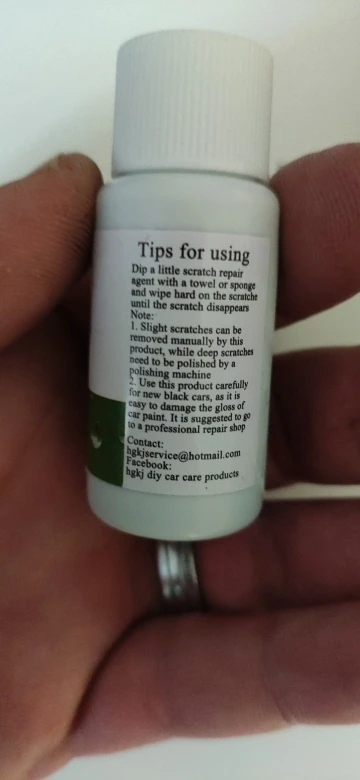 Tips for using
Dip a little scratch repair
agent with a towel or sponge
and wipe hard on the scratche
until the scratch disappears
Note:
1. Slight scratches can be
removed manually by this
product, while deep scratches
need to be polished by a
polishing machine
2. Use this product carefully
for new black cars, as it is
easy to damage the gloss of
car paint. It is suggested to go
to a professional repair shop
Contact:
hgkjservice@hotmail.com
Facebook:
hgkj diy car care products